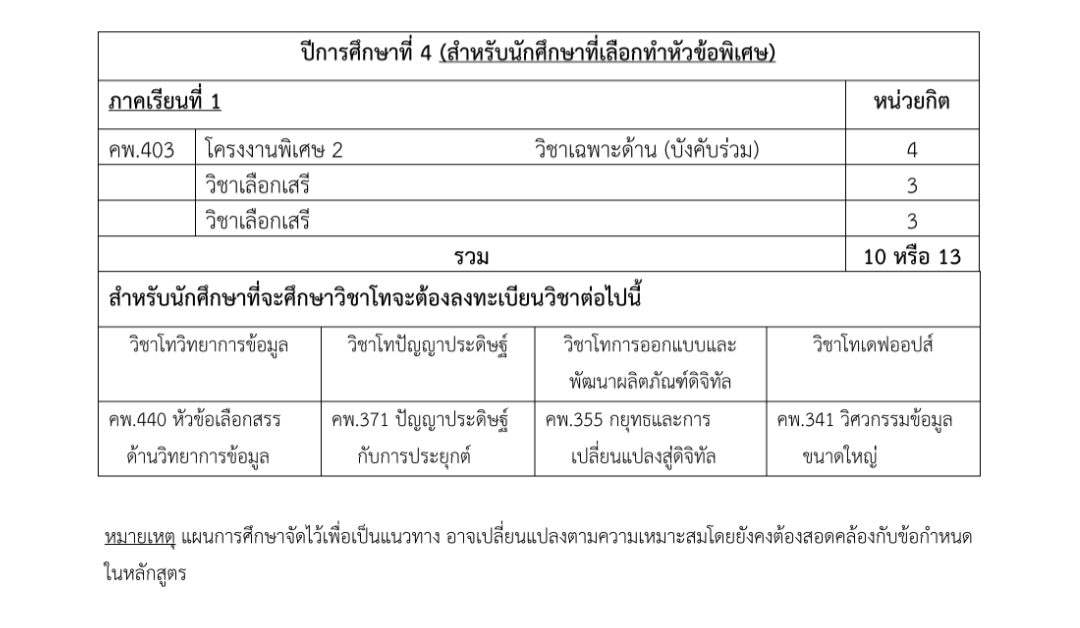 ปีการศึกษาที่ 4 (สำหรับนักศึกษาที่เลือกทำหัวข้อพิเศษ)
ภาคเรียนที่ 1 หน่วยกิต
คพ.403 โครงงานพิเศษ 2 วิชาเฉพาะด้าน (บังคับร่วม) 4
วิชาเลือกเสรี 3
วิชาเลือกเสรี 3
รวม 10 หรือ 13
สำหรับนักศึกษาที่จะศึกษาวิชาโทจะต้องลงทะเบียนวิชาต่อไปนี้
วิชาโทวิทยาการข้อมูล วิชาโทปัญญาประดิษฐ์ วิชาโทการออกแบบและ วิชาโทเดฟออปส์
พัฒนาผลิตภัณฑ์ดิจิทัล
คพ.440 หัวข้อเลือกสรร คพ.371 ปัญญาประดิษฐ์ คพ.355 กยุทธและการ คพ.341 วิศวกรรมข้อมูล
ด้านวิทยาการข้อมูล กับการประยุกต์ เปลี่ยนแปลงสู่ดิจิทัล ขนาดใหญ่
หมายเหตุ แผนการศึกษาจัดไว้เพื่อเป็นแนวทาง อาจเปลี่ยนแปลงตามความเหมาะสมโดยยังคงต้องสอดคล้องกับข้อกำหนด
ในหลักสูตร